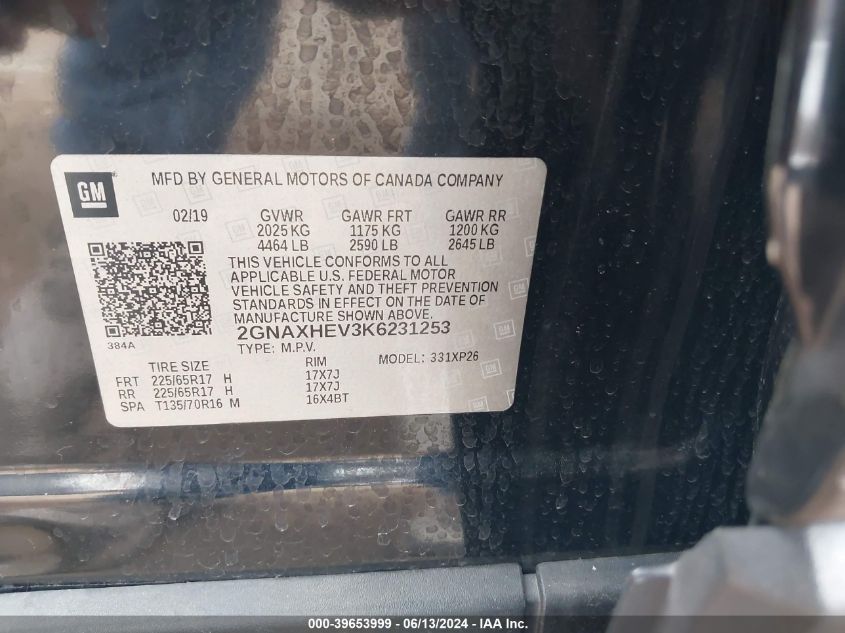 GM
MFD BY GENERAL MOTORS OF CANADA COMPANY
02/19 GVWR GAWR FRT GAWR RR
2025 KG 1175 KG 1200 KG
4464 LB 2590 LB 2645 LB
THIS VEHICLE CONFORMS TO ALL
APPLICABLE U.S. FEDERAL MOTOR
VEHICLE SAFETY AND THEFT PREVENTION
STANDARDS IN EFFECT ON THE DATE OF
MANUFACTURE SHOWN ABOVE.
384A
2GNAXHEV3K6231253
TYPE: M.P.V. MODEL: 331XP26
TIRE SIZE RIM
FRT 225/65R17 H 17X7J
RR 225/65R17 H 17X7J
SPA T135/70R16 M 16X4BT
000-39653999 - 06/13/2024 - IAA Inc.